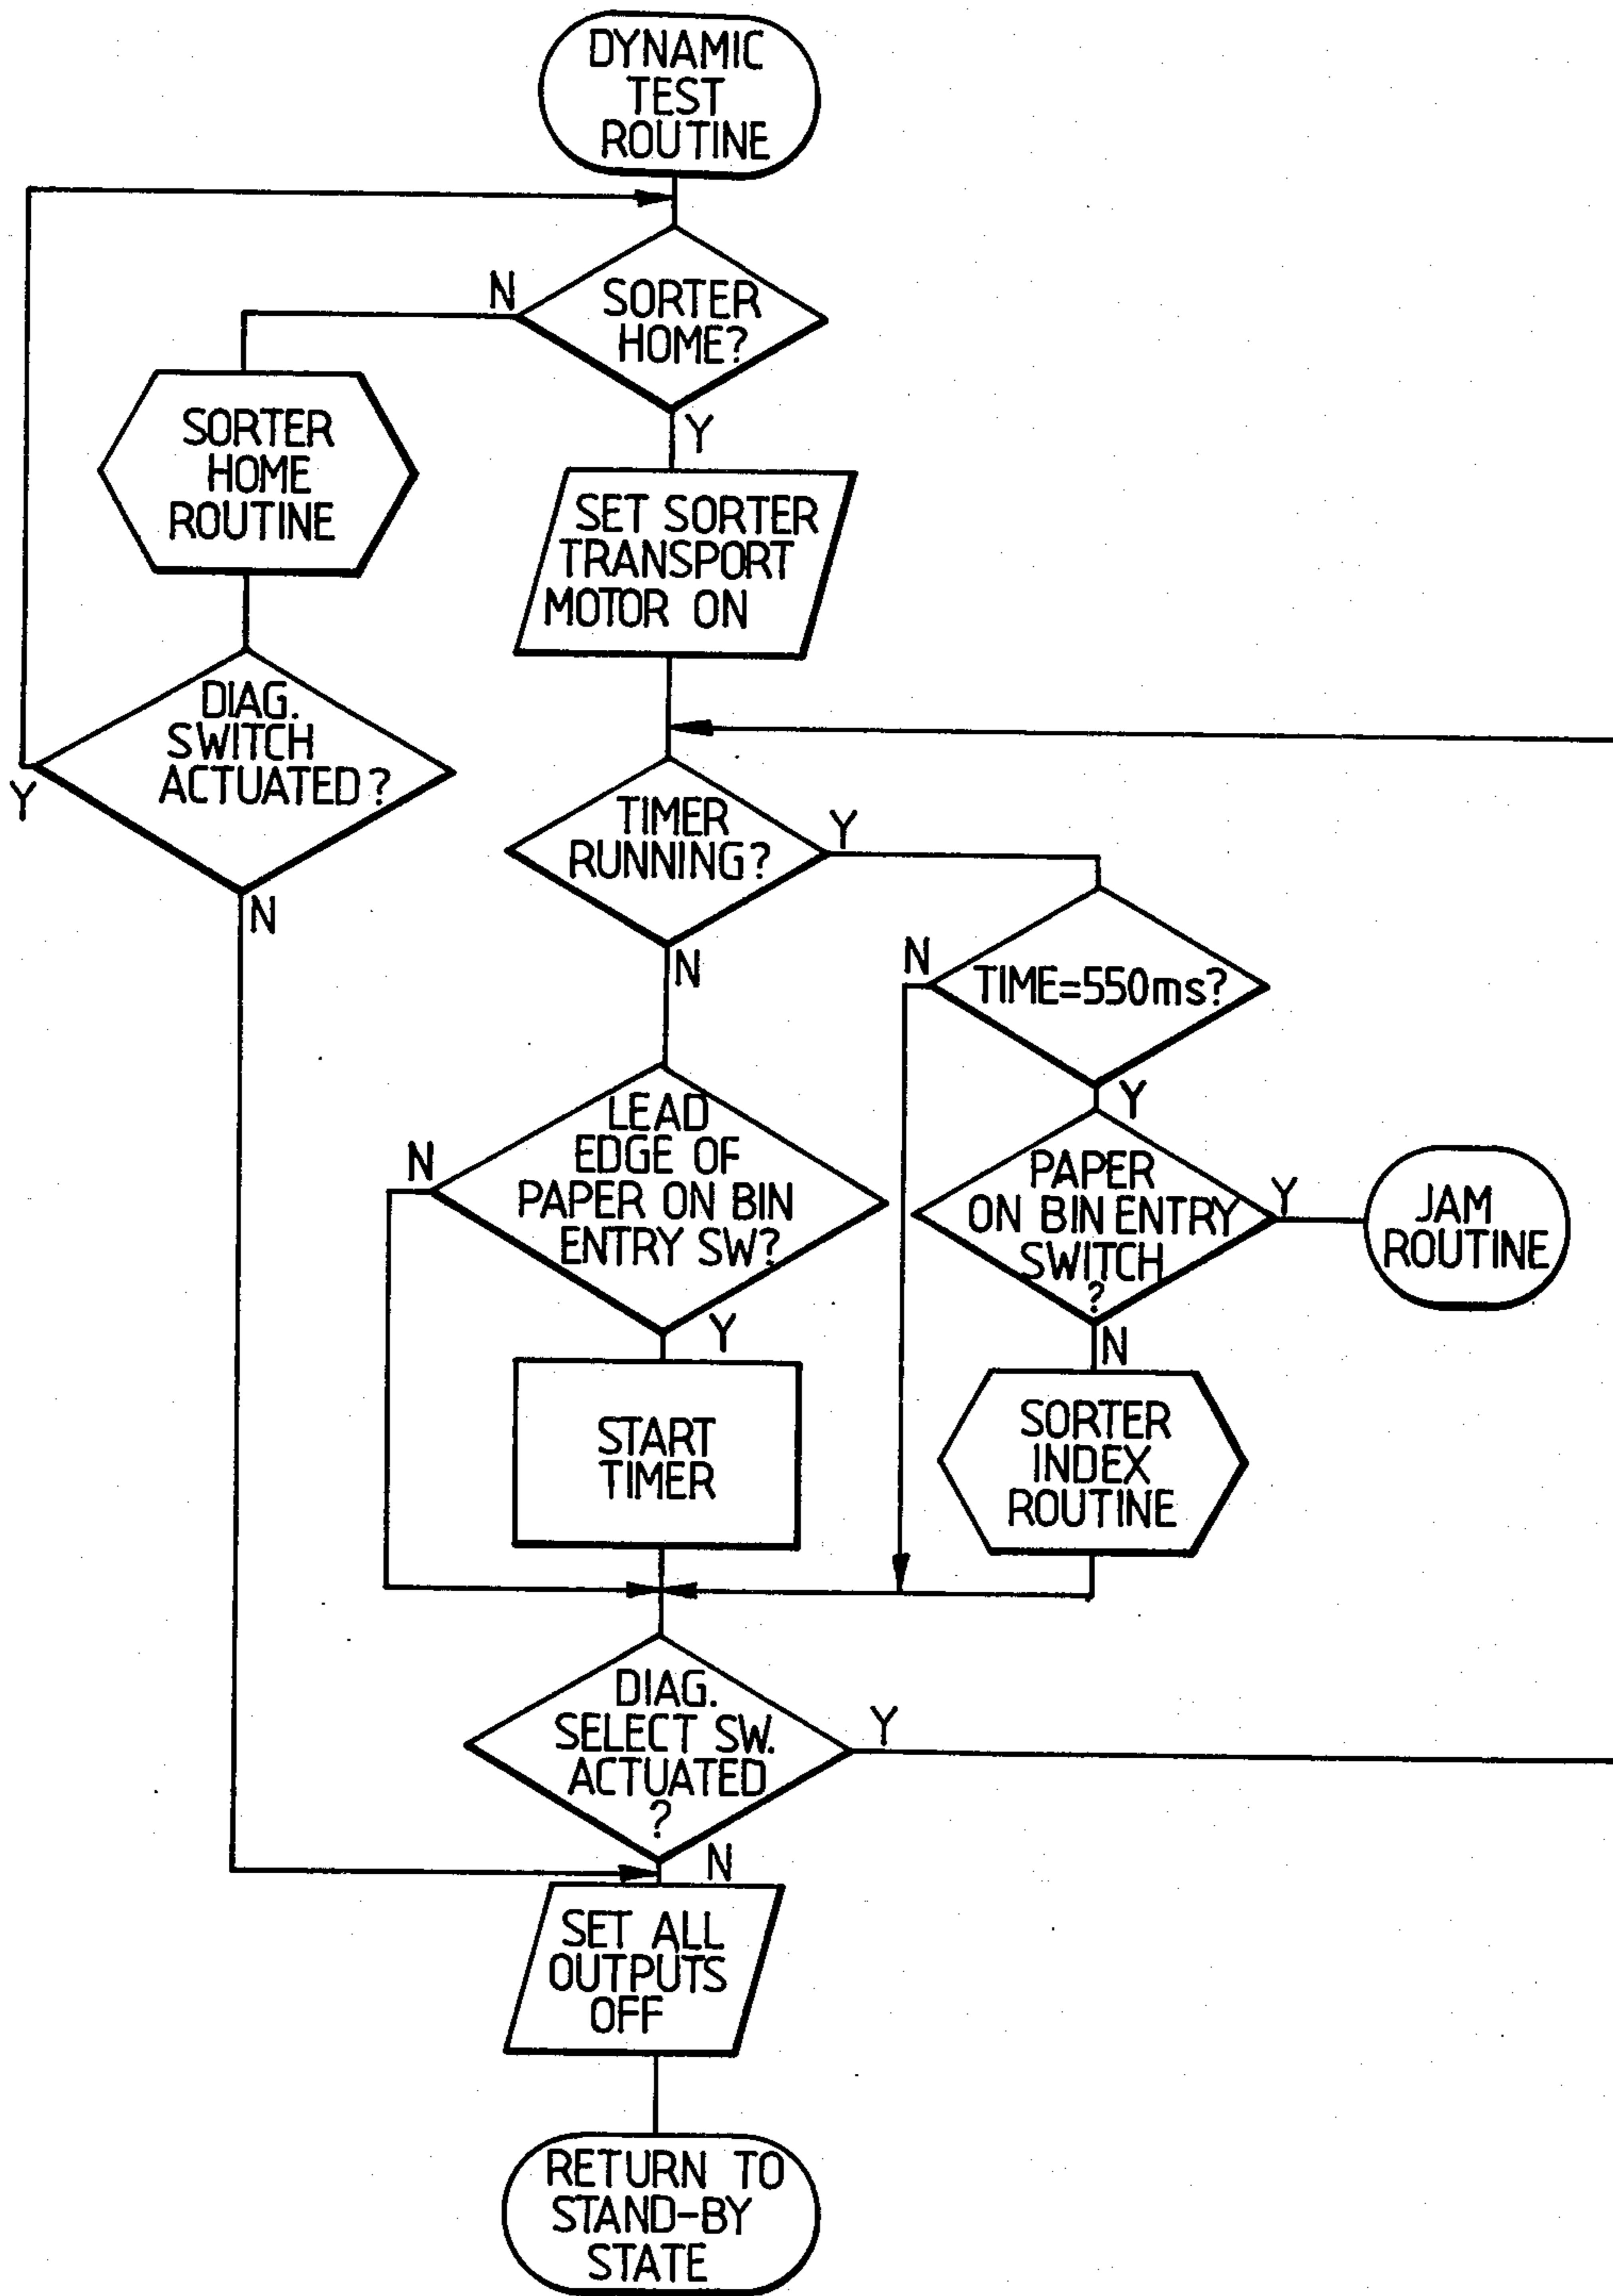 DYNAMIC
TEST
ROUTINE
N
SORTER
HOME?
Y
SORTER
HOME
ROUTINE
SET SORTER
TRANSPORT
MOTOR ON
DIAG.
SWITCH
ACTUATED?
Y
N
TIMER
RUNNING?
Y
N
N
TIME=550ms?
Y
N
LEAD
EDGE OF
PAPER ON BIN
ENTRY SW?
Y
PAPER
ON BIN ENTRY
SWITCH
?
Y
N
JAM
ROUTINE
START
TIMER
SORTER
INDEX
ROUTINE
DIAG.
SELECT SW.
ACTUATED
?
Y
N
SET ALL
OUTPUTS
OFF
RETURN TO
STAND-BY
STATE